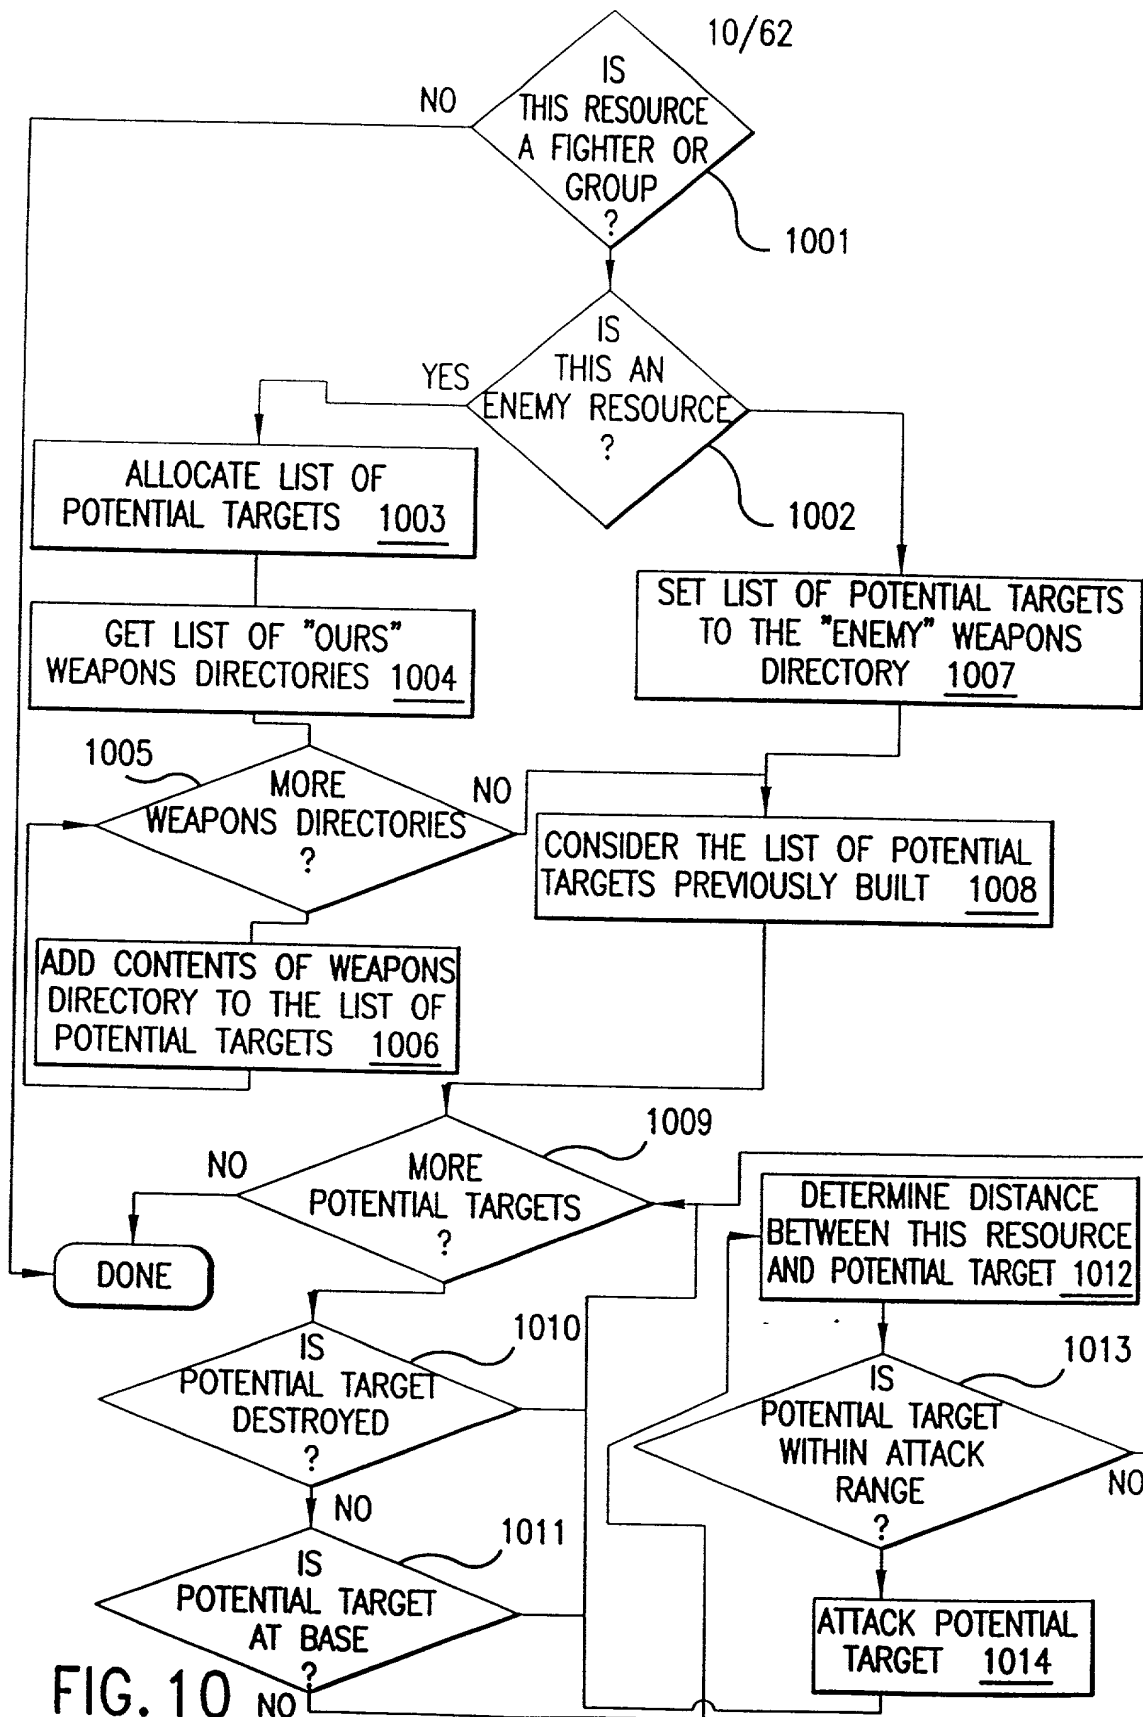 10/62
IS
THIS RESOURCE
A FIGHTER OR
GROUP
?
NO
1001
IS
THIS AN
ENEMY RESOURCE
?
YES
1002
ALLOCATE LIST OF
POTENTIAL TARGETS 1003
GET LIST OF "OURS"
WEAPONS DIRECTORIES 1004
SET LIST OF POTENTIAL TARGETS
TO THE "ENEMY" WEAPONS
DIRECTORY 1007
1005
MORE
WEAPONS DIRECTORIES
?
NO
CONSIDER THE LIST OF POTENTIAL
TARGETS PREVIOUSLY BUILT 1008
ADD CONTENTS OF WEAPONS
DIRECTORY TO THE LIST OF
POTENTIAL TARGETS 1006
1009
NO
MORE
POTENTIAL TARGETS
?
DONE
DETERMINE DISTANCE
BETWEEN THIS RESOURCE
AND POTENTIAL TARGET 1012
1010
IS
POTENTIAL TARGET
DESTROYED
?
NO
1013
IS
POTENTIAL TARGET
WITHIN ATTACK
RANGE
?
NO
1011
IS
POTENTIAL TARGET
AT BASE
?
NO
ATTACK POTENTIAL
TARGET 1014
FIG. 10